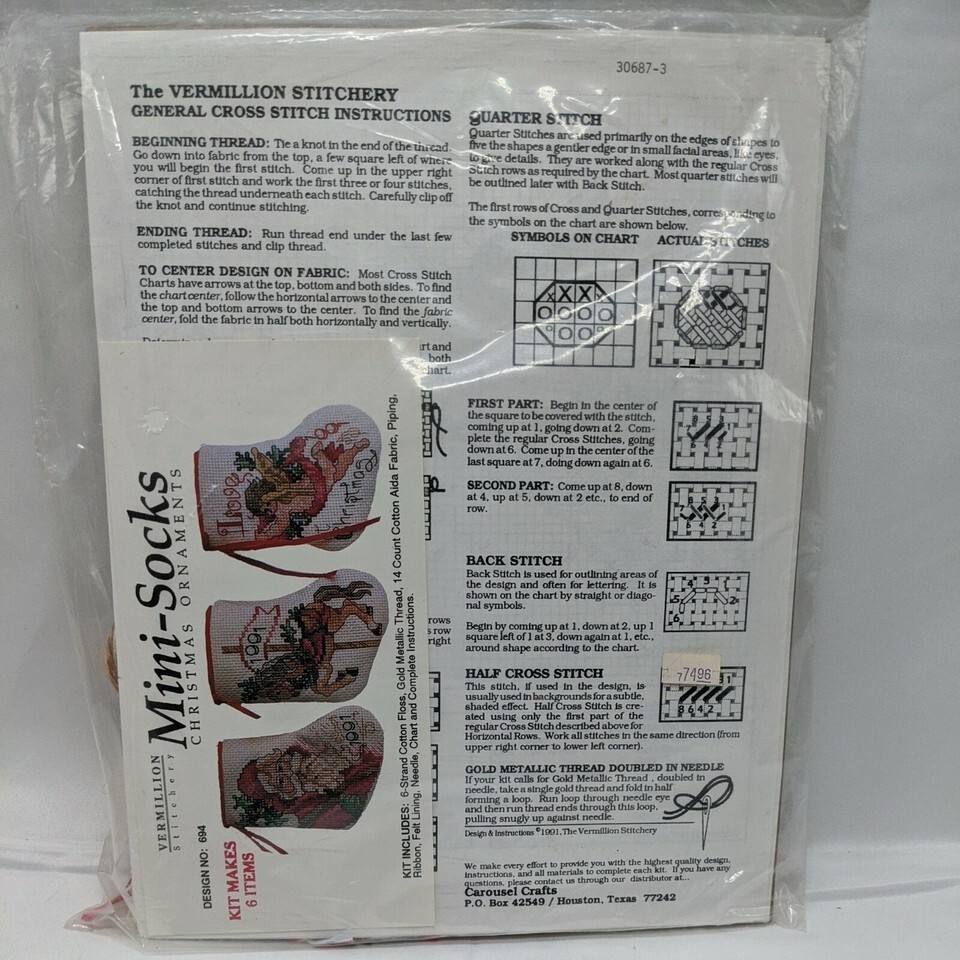 30687-3
The VERMILLION STITCHERY
GENERAL CROSS STITCH INSTRUCTIONS
BEGINNING THREAD: Tie a knot in the end of the thread.
Go down into fabric from the top, a few square left of where
you will begin the first stitch. Come up in the upper right
corner of first stitch and work the first three or four stitches,
catching the thread underneath each stitch. Carefully clip off
the knot and continue stitching.
ENDING THREAD: Run thread end under the last few
completed stitches and clip thread.
TO CENTER DESIGN ON FABRIC: Most Cross Stitch
Charts have arrows at the top, bottom and both sides. To find
the chart center, follow the horizontal arrows to the center and
the top and bottom arrows to the center. To find the fabric
center, fold the fabric in half both horizontally and vertically.
and
both
chart.
rows
row
right
QUARTER STITCH
Quarter Stitches are used primarily on the edges of shapes to
five the shapes a gentler edge or in small facial areas, like eyes,
to give details. They are worked along with the regular Cross
Stitch rows as required by the chart. Most quarter stitches will
be outlined later with Back Stitch.
The first rows of Cross and Quarter Stitches, corresponding to
the symbols on the chart are shown below.
SYMBOLS ON CHART ACTUAL STITCHES
FIRST PART: Begin in the center of
the square to be covered with the stitch,
coming up at 1, going down at 2. Com-
plete the regular Cross Stitches, going
down at 6. Come up in the center of the
last square at 7, going down again at 6.
SECOND PART: Come up at 8, down
at 4, up at 5, down at 2 etc., to end of
row.
BACK STITCH
Back Stitch is used for outlining areas of
the design and often for lettering. It is
shown on the chart by straight or diago-
nal symbols.
Begin by coming up at 1, down at 2, up 1
square left of 1 at 3, down again at 1, etc.,
around shape according to the chart.
77496
HALF CROSS STITCH
This stitch, if used in the design, is
usually used in backgrounds for a subtle,
shaded effect. Half Cross Stitch is cre-
ated using only the first part of the
regular Cross Stitch described above for
Horizontal Rows. Work all stitches in the same direction (from
upper right corner to lower left corner).
8 6 4 2
GOLD METALLIC THREAD DOUBLED IN NEEDLE
If your kit calls for Gold Metallic Thread , doubled in
needle, take a single gold thread and fold in half
forming a loop. Run loop through needle eye
and then run thread ends through this loop,
pulling snugly up against needle.
Design & Instructions ©1991, The Vermillion Stitchery
We make every effort to provide you with the highest quality design,
instructions, and all materials to complete each kit. If you have any
questions, please contact us through our distributor at...
Carousel Crafts
P.O. Box 42549 / Houston, Texas 77242
VERMILLION
Stitchery
Mini-Socks
CHRISTMAS ORNAMENTS
DESIGN NO: 694
KIT MAKES
6 ITEMS
Love
Christmas
1991
1991
KIT INCLUDES: 6-Strand Cotton Floss, Gold Metallic Thread, 14 Count Cotton Aida Fabric, Piping,
Ribbon, Felt Lining, Needle, Chart and Complete Instructions.